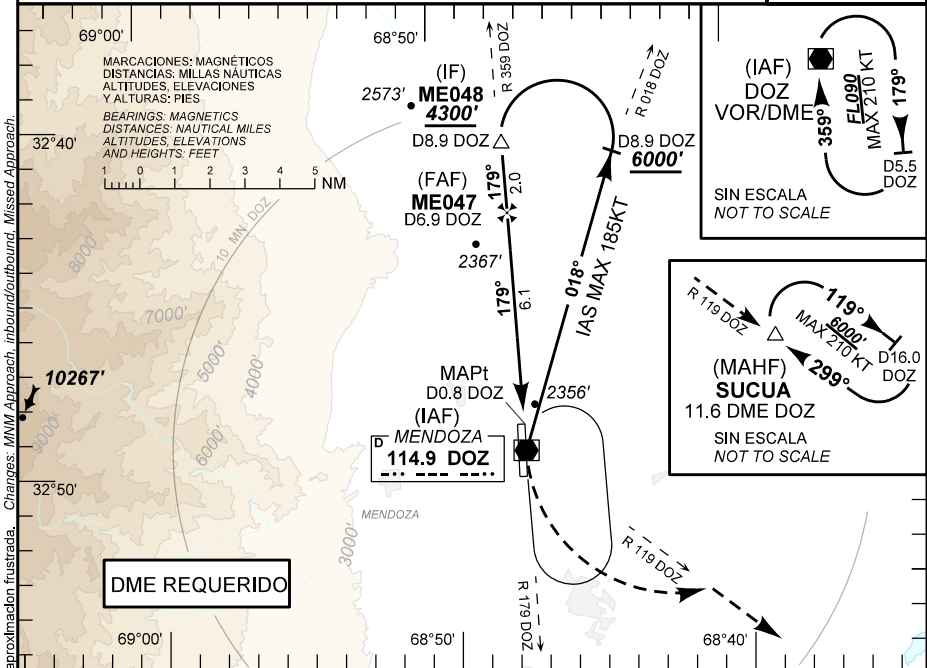 69°00'
68°50'
MARCACIONES: MAGNÉTICOS
DISTANCIAS: MILLAS NÁUTICAS
ALTITUDES, ELEVACIONES
Y ALTURAS: PIES
BEARINGS: MAGNETICS
DISTANCES: NAUTICAL MILES
ALTITUDES, ELEVATIONS
AND HEIGHTS: FEET
1 0 1 2 3 4 5 NM
32°40'
(IF)
ME048
4300'
D8.9 DOZ
2573'
R 359 DOZ
R 018 DOZ
D8.9 DOZ
6000'
179°
2.0
(FAF)
ME047
D6.9 DOZ
2367'
179°
6.1
018°
IAS MAX 185KT
(IAF)
DOZ
VOR/DME
359°
FL090
MAX 210 KT
179°
D5.5
DOZ
SIN ESCALA
NOT TO SCALE
R 119 DOZ
119°
6000'
MAX 210 KT
299°
D16.0
DOZ
(MAHF)
SUCUA
11.6 DME DOZ
SIN ESCALA
NOT TO SCALE
10 MN DOZ
8000'
7000'
5000'
4000'
6000'
9000'
3000'
10267'
MAPt
D0.8 DOZ
2356'
(IAF)
MENDOZA
D
114.9 DOZ
32°50'
MENDOZA
R 119 DOZ
R 179 DOZ
DME REQUERIDO
69°00'
68°50'
68°40'
aproximacion frustrada. Changes: MNM Approach, inbound/outbound, Missed Approach.